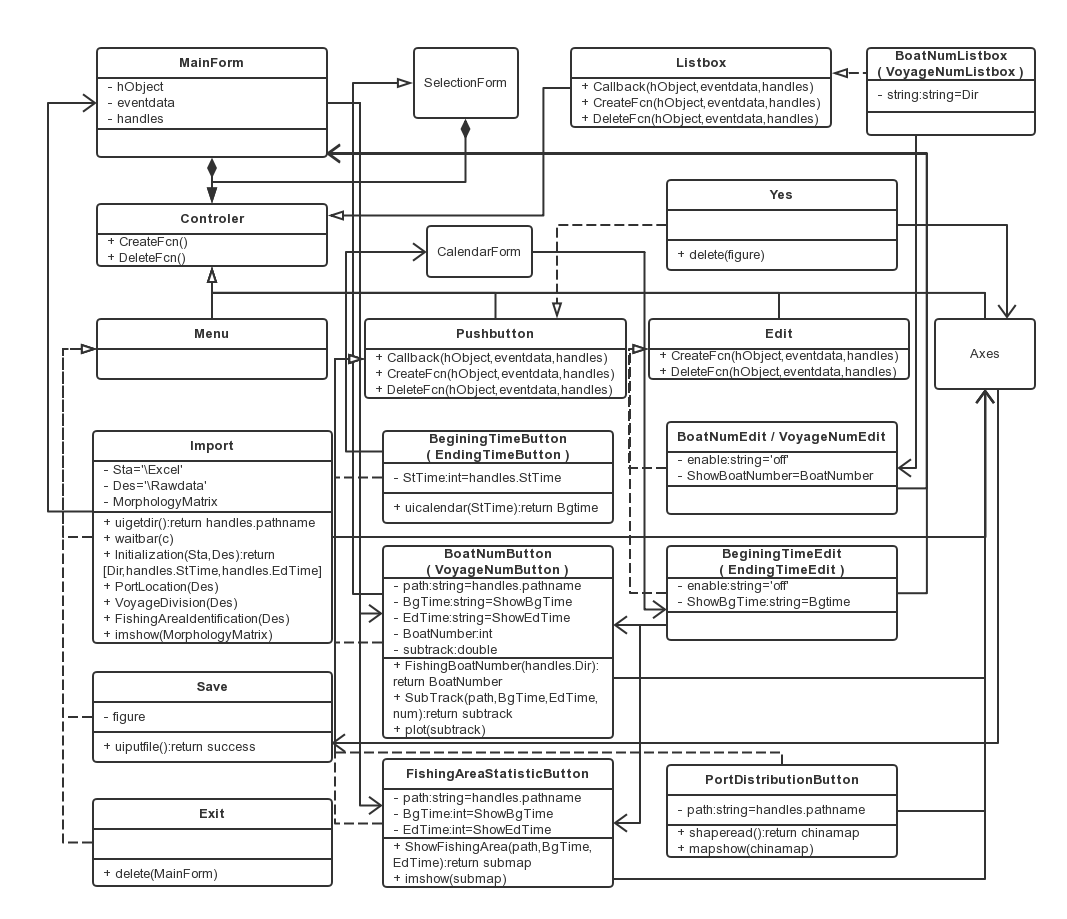 MainForm
- hObject
- eventdata
- handles
SelectionForm
Listbox
+ Callback(hObject,eventdata,handles)
+ CreateFcn(hObject,eventdata,handles)
+ DeleteFcn(hObject,eventdata,handles)
BoatNumListbox
( VoyageNumListbox )
- string:string=Dir
Controler
+ CreateFcn()
+ DeleteFcn()
CalendarForm
Yes
+ delete(figure)
Menu
Pushbutton
+ Callback(hObject,eventdata,handles)
+ CreateFcn(hObject,eventdata,handles)
+ DeleteFcn(hObject,eventdata,handles)
Edit
+ CreateFcn(hObject,eventdata,handles)
+ DeleteFcn(hObject,eventdata,handles)
Axes
Import
- Sta='\Excel'
- Des='\Rawdata'
- MorphologyMatrix
+ uigetdir():return handles.pathname
+ waitbar(c)
+ Initialization(Sta,Des):return
[Dir,handles.StTime,handles.EdTime]
+ PortLocation(Des)
+ VoyageDivision(Des)
+ FishingAreaIdentification(Des)
+ imshow(MorphologyMatrix)
BeginingTimeButton
( EndingTimeButton )
- StTime:int=handles.StTime
+ uicalendar(StTime):return Bgtime
BoatNumEdit / VoyageNumEdit
- enable:string='off'
- ShowBoatNumber=BoatNumber
BoatNumButton
( VoyageNumButton )
- path:string=handles.pathname
- BgTime:string=ShowBgTime
- EdTime:string=ShowEdTime
- BoatNumber:int
- subtrack:double
+ FishingBoatNumber(handles.Dir):
return BoatNumber
+ SubTrack(path,BgTime,EdTime,
num):return subtrack
+ plot(subtrack)
BeginingTimeEdit
( EndingTimeEdit )
- enable:string='off'
- ShowBgTime:string=Bgtime
Save
- figure
+ uiputfile():return success
FishingAreaStatisticButton
- path:string=handles.pathname
- BgTime:int=ShowBgTime
- EdTime:int=ShowEdTime
+ ShowFishingArea(path,BgTime,
EdTime):return submap
+ imshow(submap)
PortDistributionButton
- path:string=handles.pathname
+ shaperead():return chinamap
+ mapshow(chinamap)
Exit
+ delete(MainForm)